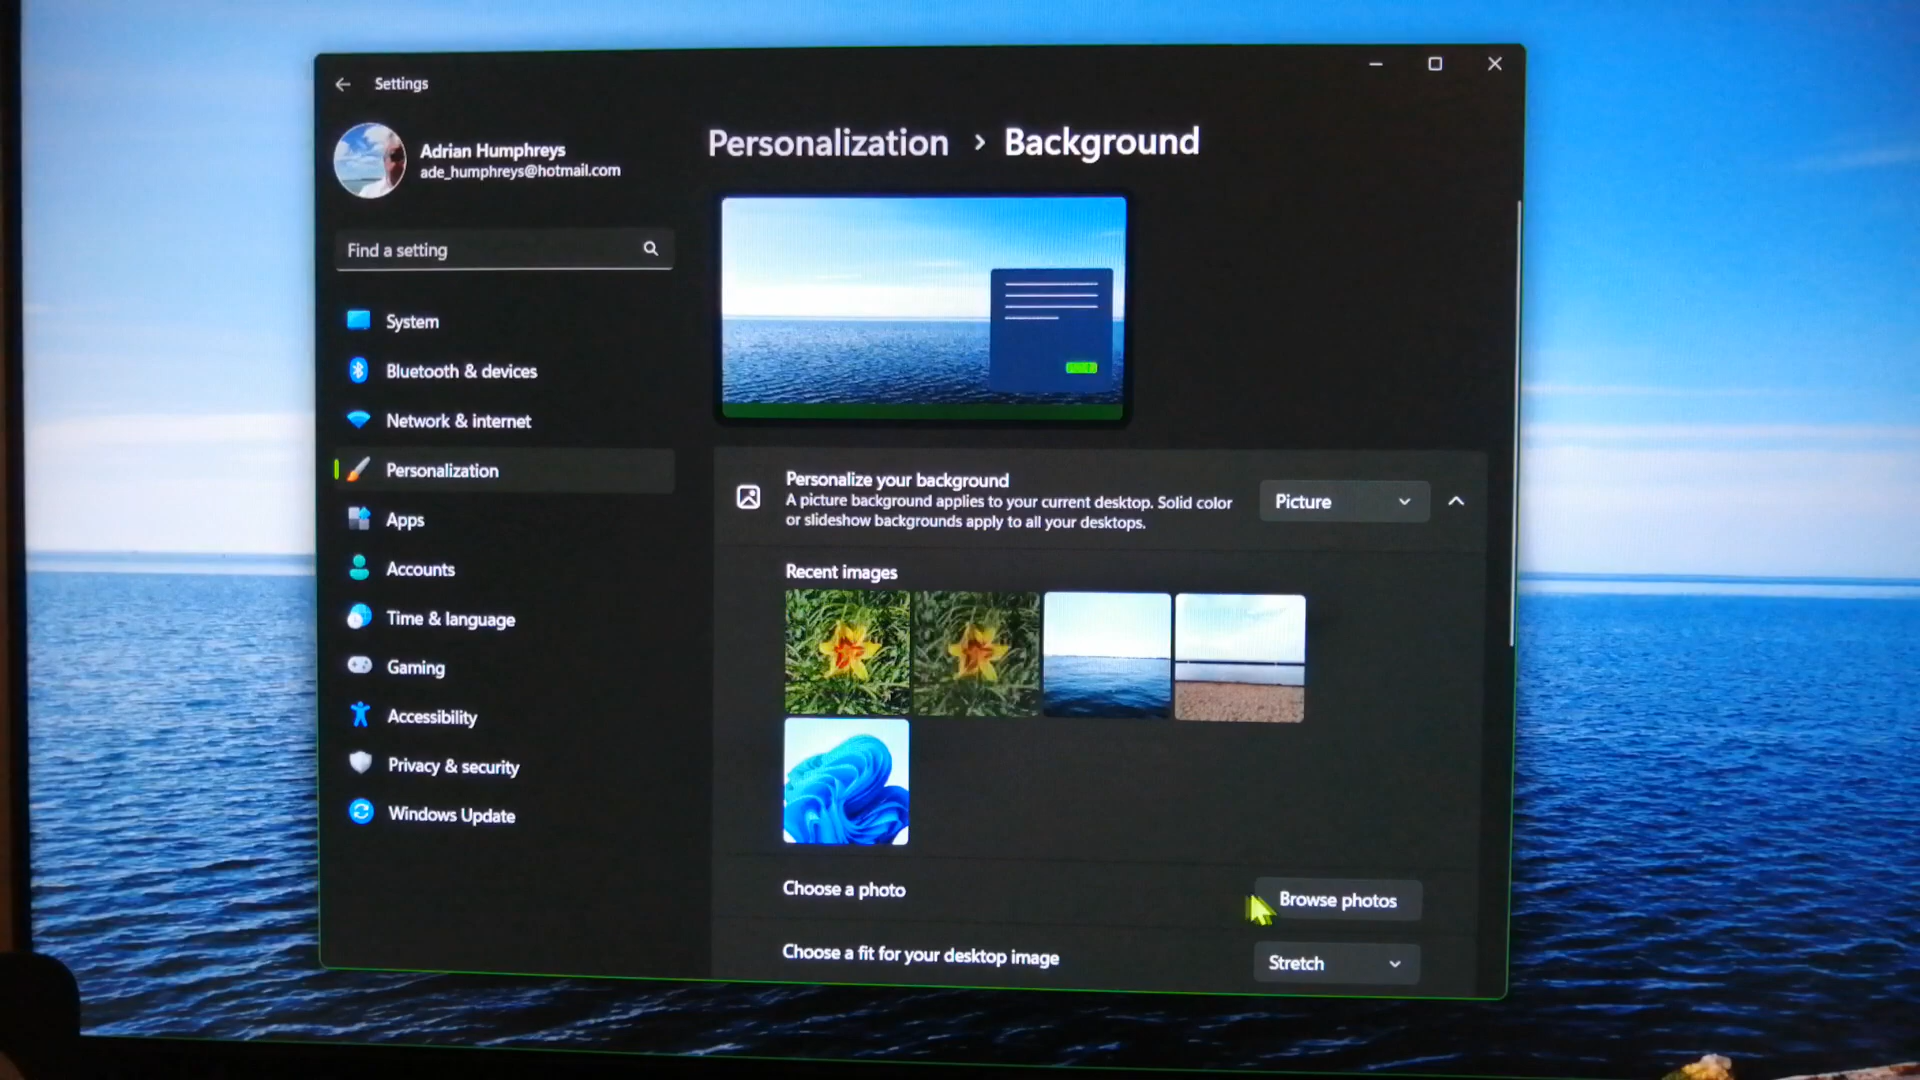 Settings
Adrian Humphreys
ade_humphreys@hotmail.com
Find a setting
System
Bluetooth & devices
Network & internet
Personalization
Apps
Accounts
Time & language
Gaming
Accessibility
Privacy & security
Windows Update
Personalization > Background
Personalize your background
A picture background applies to your current desktop. Solid color
or slideshow backgrounds apply to all your desktops.
Picture
Recent images
Choose a photo
Browse photos
Choose a fit for your desktop image
Stretch